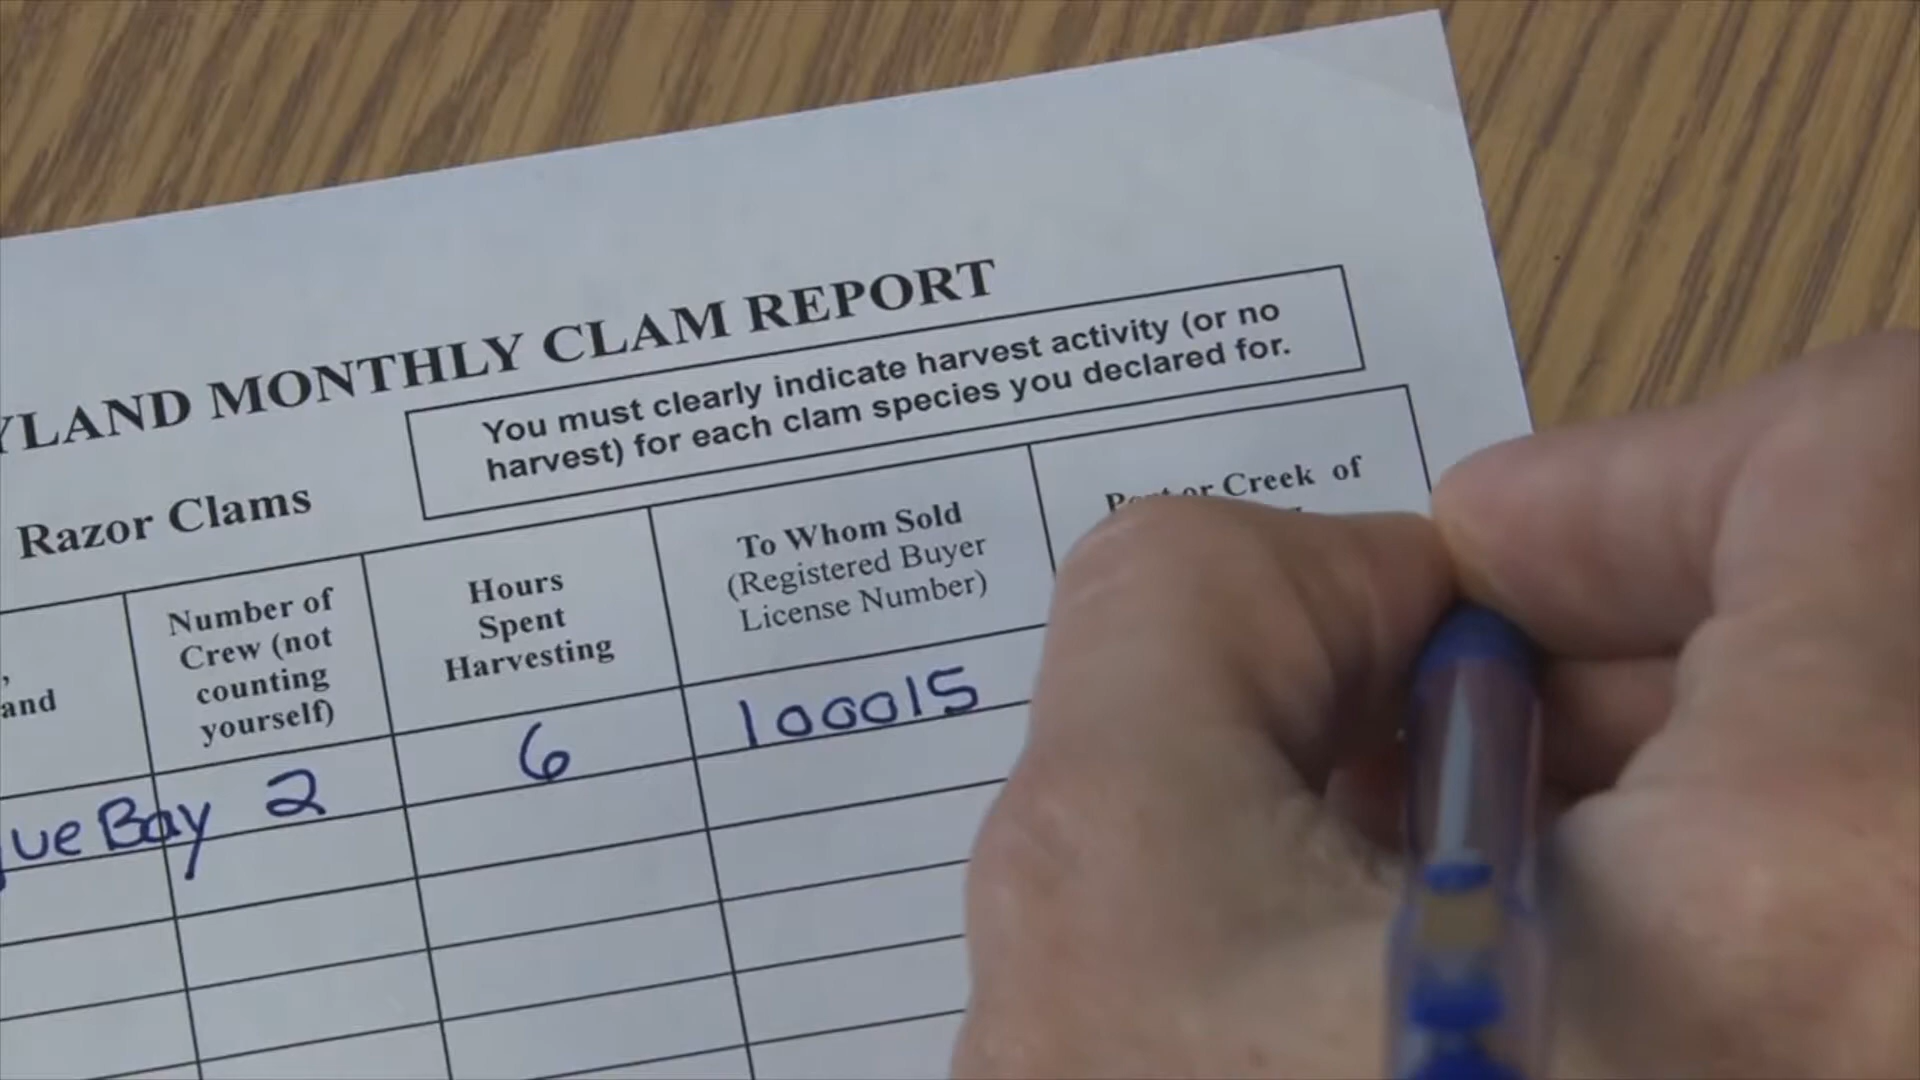 YLAND MONTHLY CLAM REPORT
You must clearly indicate harvest activity (or no
harvest) for each clam species you declared for.
Razor Clams
,
and
Number of
Crew (not
counting
yourself)
Hours
Spent
Harvesting
To Whom Sold
(Registered Buyer
License Number)
Creek of
ue Bay 2 6 100015